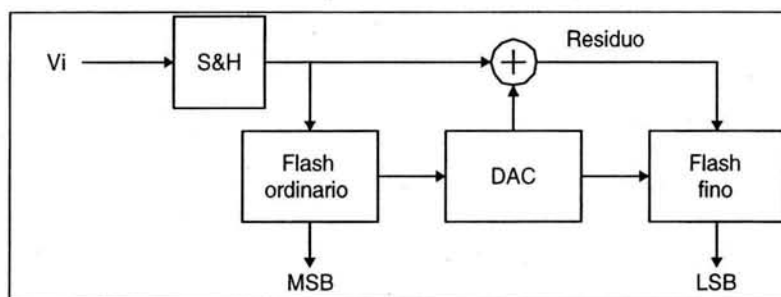 Vi
S&H
Residuo
+
Flash
ordinario
DAC
Flash
fino
MSB
LSB